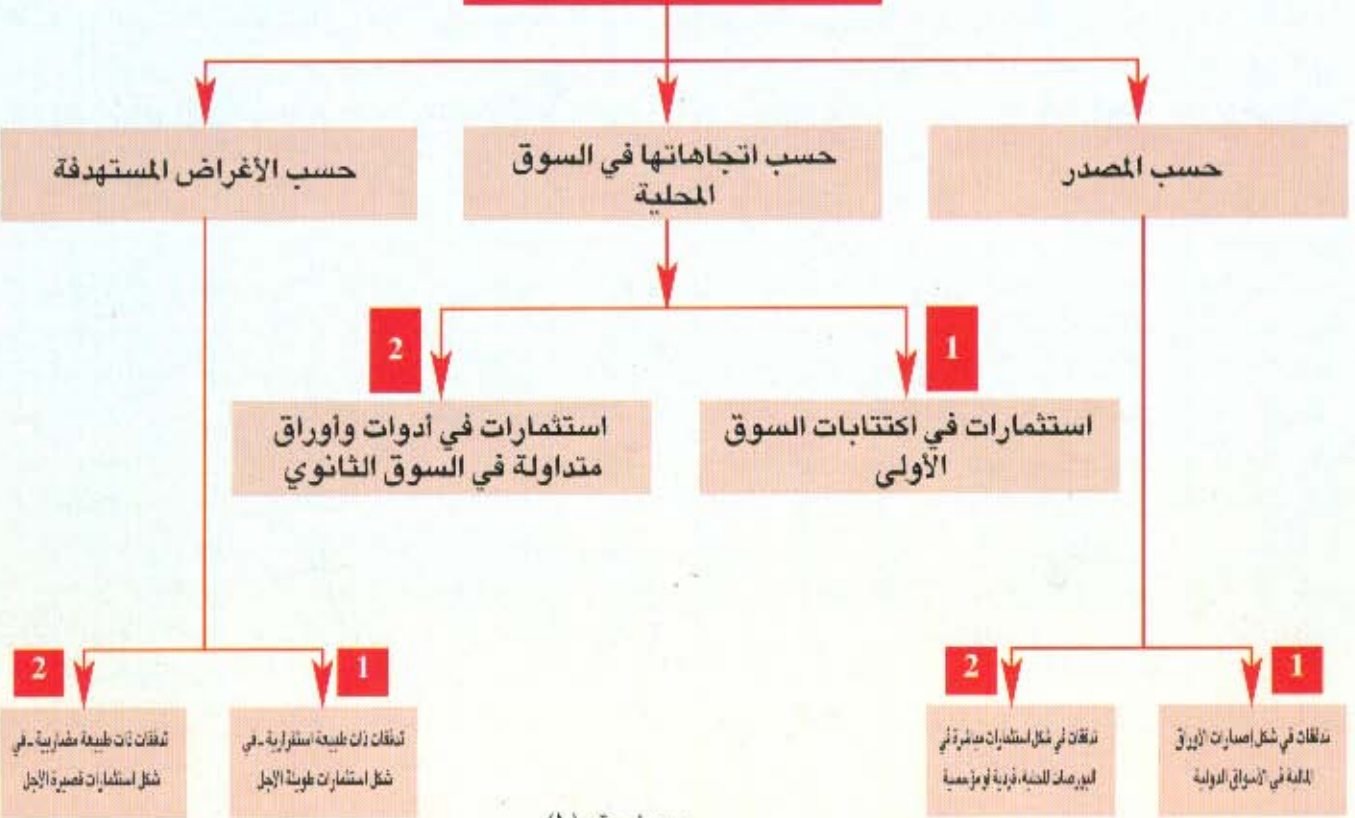 حسب المصدر
حسب اتجاهاتها في السوق
المحلية
حسب الأغراض المستهدفة
1
2
استثمارات في اكتتابات السوق
الأولى
استثمارات في أدوات وأوراق
متداولة في السوق الثانوي
1
2
تدفقات في شكل إصدارات الأوراق
المالية في الأسواق الدولية
تدفقات في شكل استثمارات مباشرة في
البورصات المحلية، فردية أو مؤسسية
1
2
تدفقات ذات طبيعة استقرارية - في
شكل استثمارات طويلة الأجل
تدفقات ذات طبيعة مضاربية - في
شكل استثمارات قصيرة الأجل